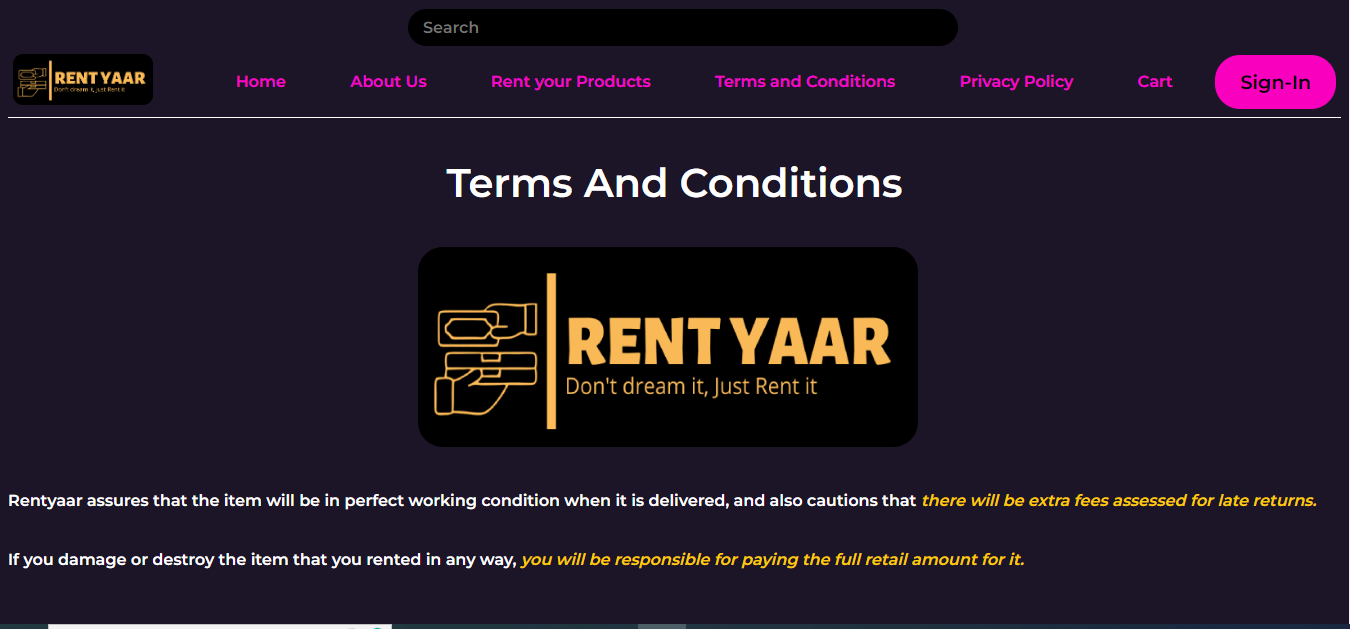 Search
RENT YAAR
Don't dream it, Just Rent it
Home
About Us
Rent your Products
Terms and Conditions
Privacy Policy
Cart
Sign-In
Terms And Conditions
RENT YAAR
Don't dream it, Just Rent it
Rentyaar assures that the item will be in perfect working condition when it is delivered, and also cautions that there will be extra fees assessed for late returns.
If you damage or destroy the item that you rented in any way, you will be responsible for paying the full retail amount for it.